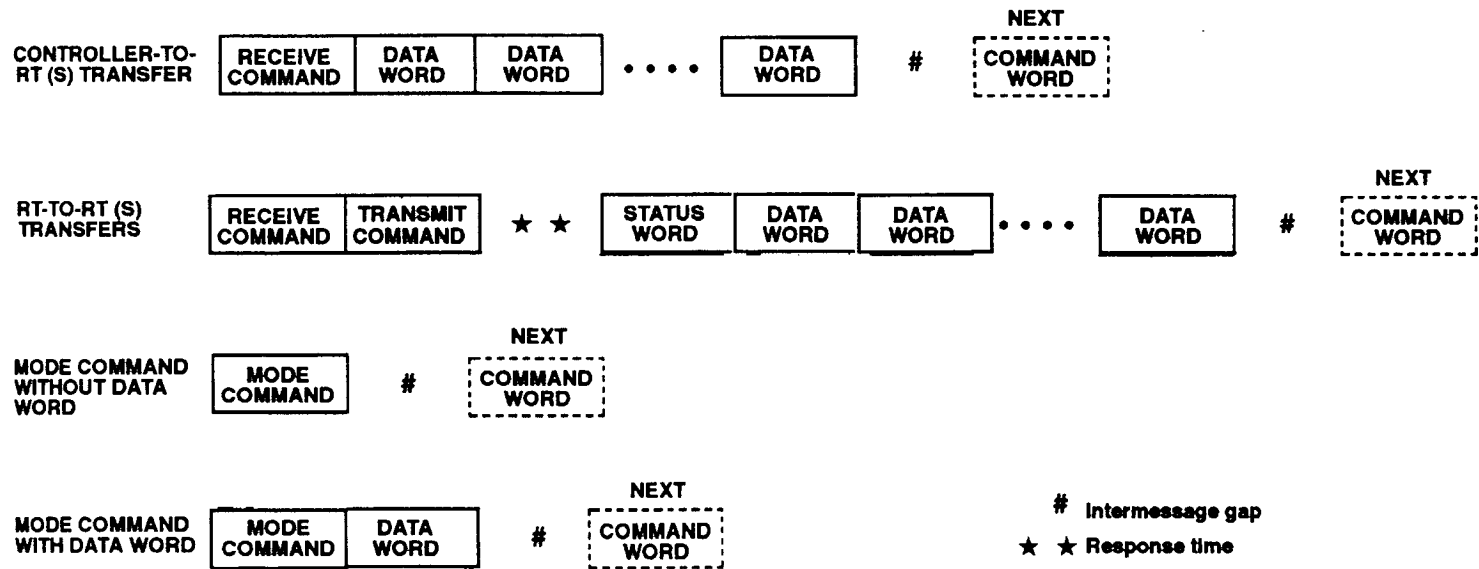 NEXT
CONTROLLER-TO-
RT (S) TRANSFER
RECEIVE
COMMAND
DATA
WORD
DATA
WORD
• • • •
DATA
WORD
#
COMMAND
WORD
NEXT
RT-TO-RT (S)
TRANSFERS
RECEIVE
COMMAND
TRANSMIT
COMMAND
★ ★
STATUS
WORD
DATA
WORD
DATA
WORD
• • • •
DATA
WORD
#
COMMAND
WORD
NEXT
MODE COMMAND
WITHOUT DATA
WORD
MODE
COMMAND
#
COMMAND
WORD
NEXT
MODE COMMAND
WITH DATA WORD
MODE
COMMAND
DATA
WORD
#
COMMAND
WORD
# Intermessage gap
★ ★ Response time